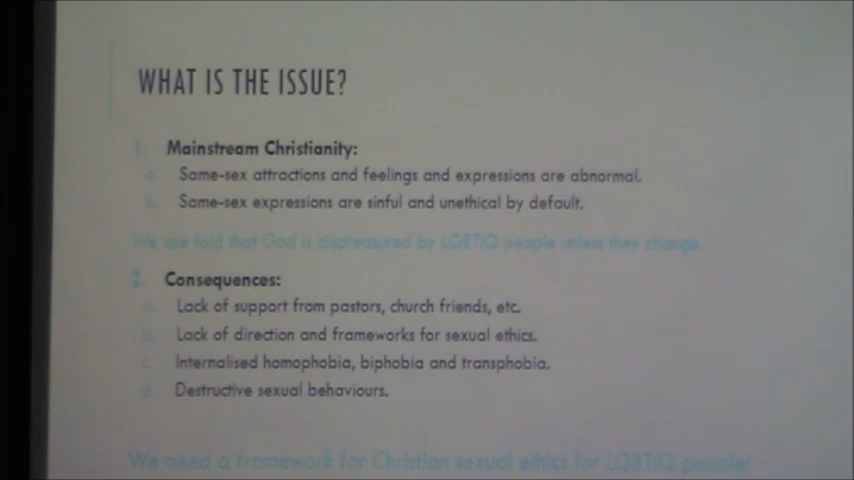 WHAT IS THE ISSUE?
1. Mainstream Christianity:
a. Same-sex attractions and feelings and expressions are abnormal.
b. Same-sex expressions are sinful and unethical by default.
We are told that God is displeasured by LGBTIQ people unless they change.
2. Consequences:
a. Lack of support from pastors, church friends, etc.
b. Lack of direction and frameworks for sexual ethics.
c. Internalised homophobia, biphobia and transphobia.
d. Destructive sexual behaviours.
We need a framework for Christian sexual ethics for LGBTIQ people!